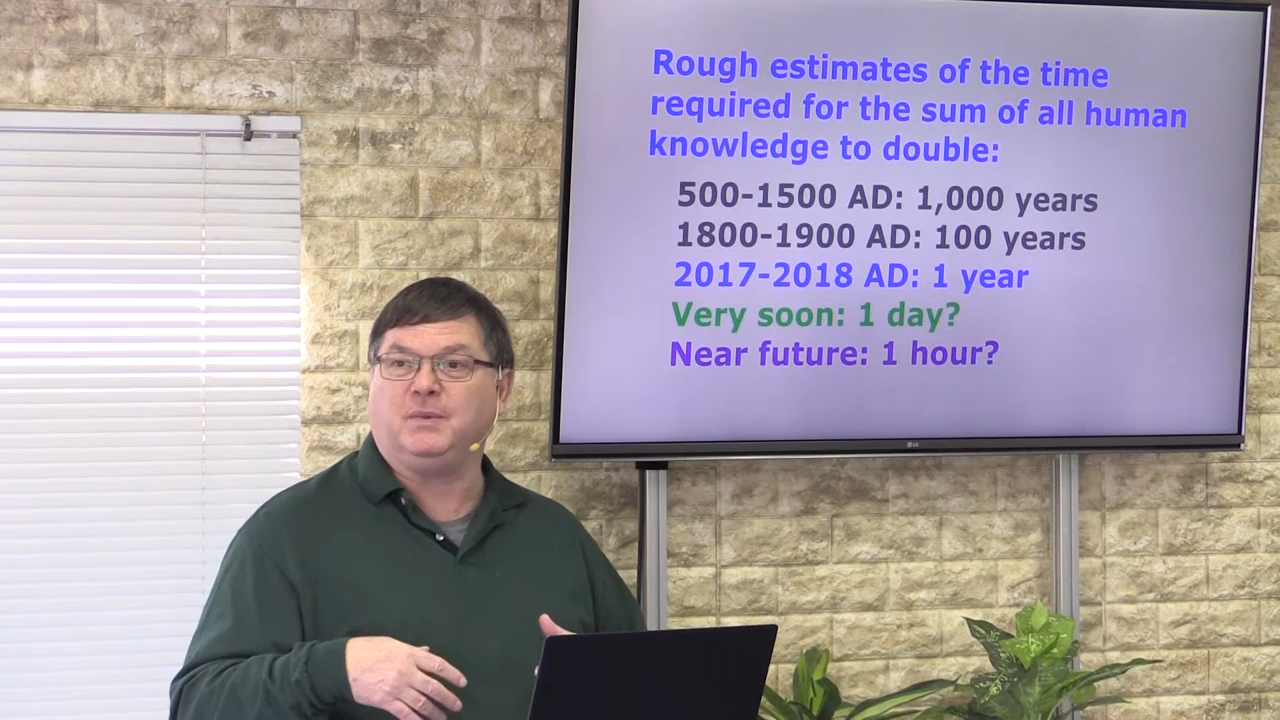 Rough estimates of the time
required for the sum of all human
knowledge to double:
500-1500 AD: 1,000 years
1800-1900 AD: 100 years
2017-2018 AD: 1 year
Very soon: 1 day?
Near future: 1 hour?
LG